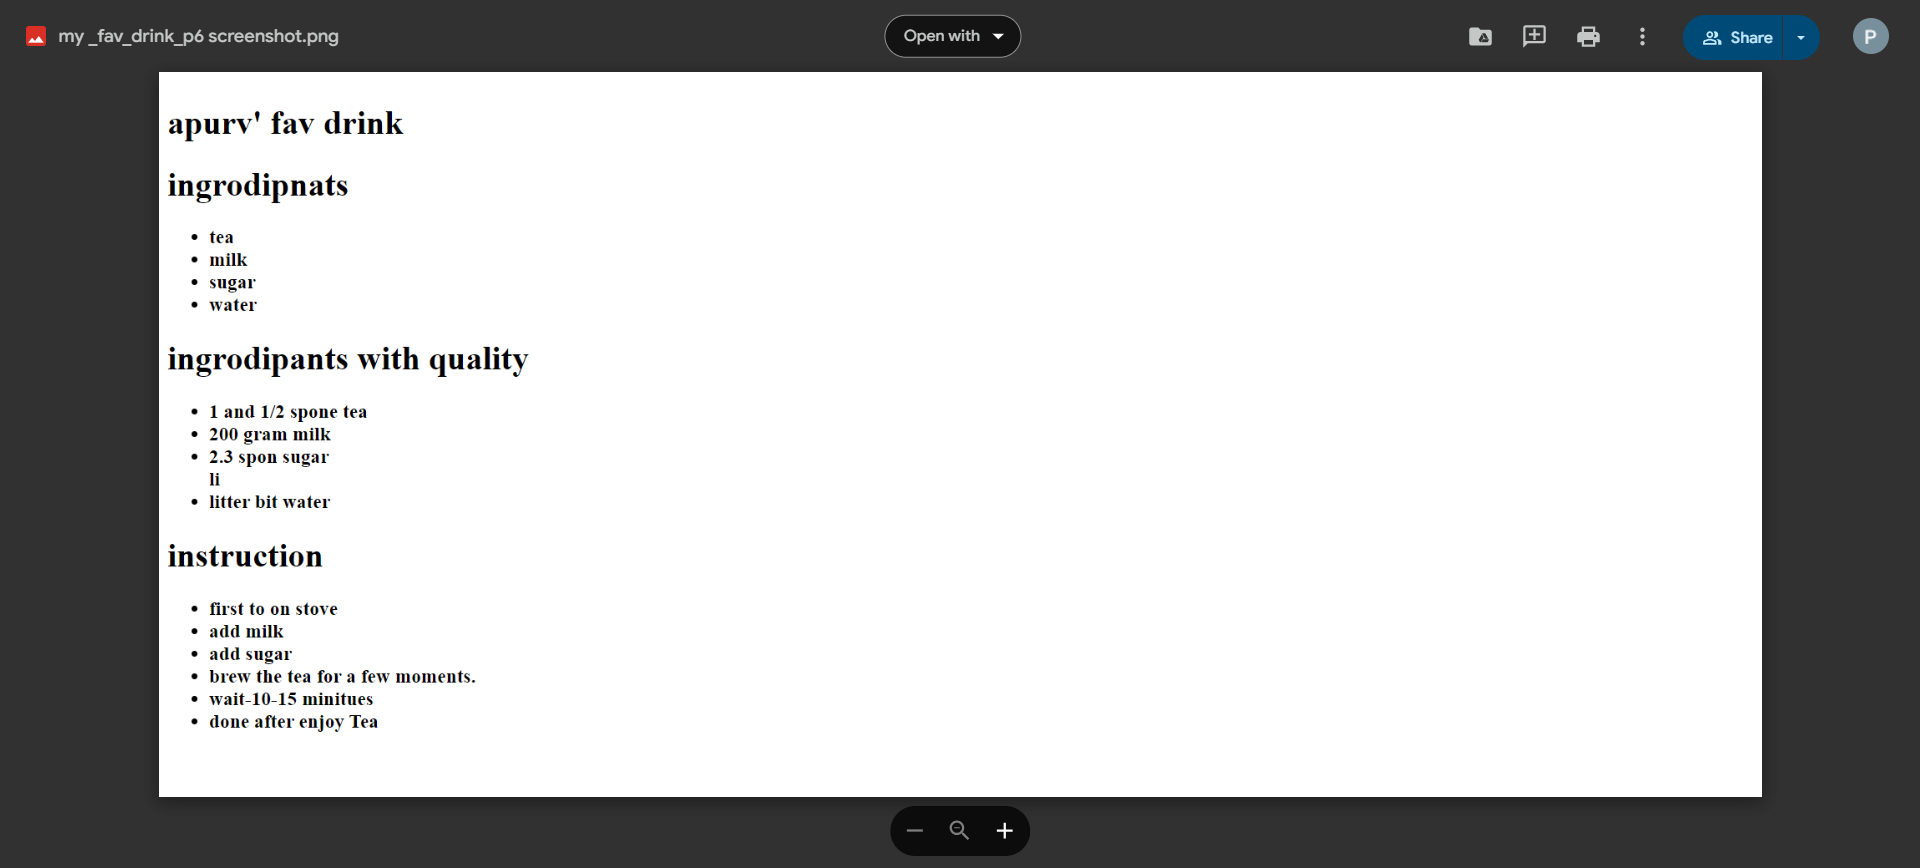 my _fav_drink_p6 screenshot.png
Open with
Share
P
apurv' fav drink
ingrodipnats
tea
milk
sugar
water
ingrodipants with quality
1 and 1/2 spone tea
200 gram milk
2.3 spon sugar
li
litter bit water
instruction
first to on stove
add milk
add sugar
brew the tea for a few moments.
wait-10-15 minitues
done after enjoy Tea